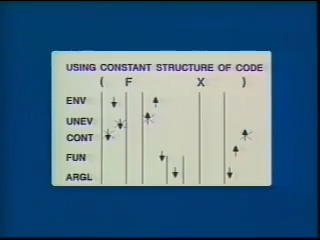 USING CONSTANT STRUCTURE OF CODE
( F X )
ENV
UNEV
CONT
FUN
ARGL